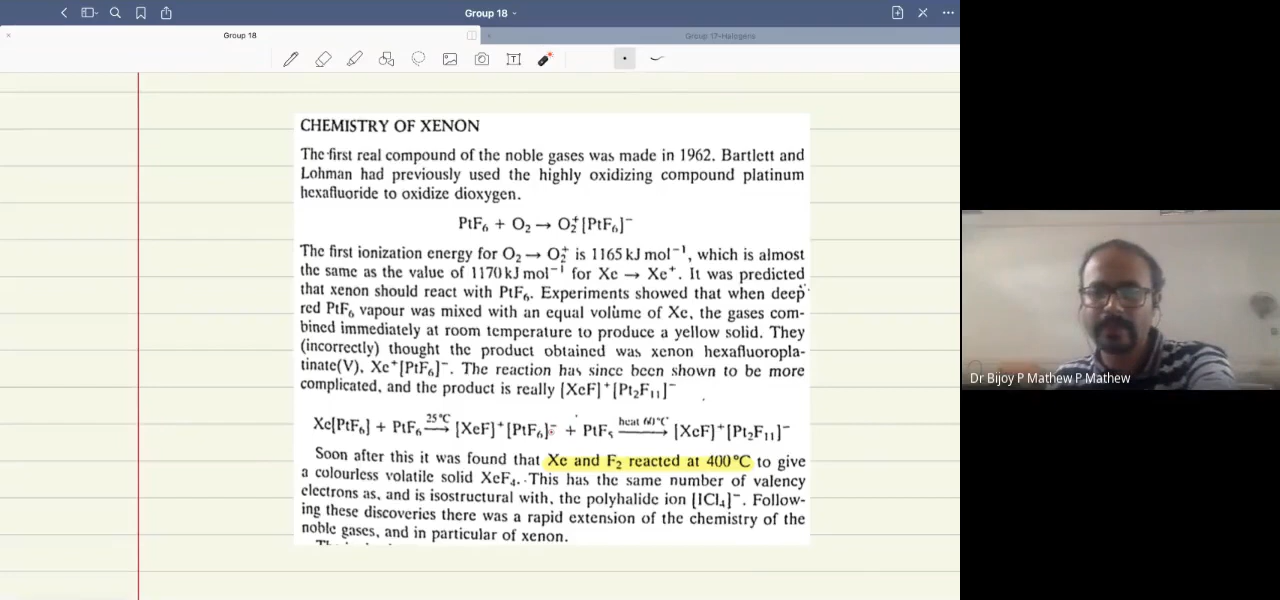 Group 18
Group 18
Group 17-Halogens
CHEMISTRY OF XENON
The first real compound of the noble gases was made in 1962. Bartlett and
Lohman had previously used the highly oxidizing compound platinum
hexafluoride to oxidize dioxygen.
PtF₆ + O₂ → O₂⁺[PtF₆]⁻
The first ionization energy for O₂ → O₂⁺ is 1165 kJ mol⁻¹, which is almost
the same as the value of 1170 kJ mol⁻¹ for Xe → Xe⁺. It was predicted
that xenon should react with PtF₆. Experiments showed that when deep
red PtF₆ vapour was mixed with an equal volume of Xe, the gases com-
bined immediately at room temperature to produce a yellow solid. They
(incorrectly) thought the product obtained was xenon hexafluoropla-
tinate(V), Xe⁺[PtF₆]⁻. The reaction has since been shown to be more
complicated, and the product is really [XeF]⁺[Pt₂F₁₁]⁻
Xe[PtF₆] + PtF₆ 25°C→ [XeF]⁺[PtF₆]⁻ + PtF₅ heat 60°C→ [XeF]⁺[Pt₂F₁₁]⁻
Soon after this it was found that Xe and F₂ reacted at 400°C to give
a colourless volatile solid XeF₄. This has the same number of valency
electrons as, and is isostructural with, the polyhalide ion [ICl₄]⁻. Follow-
ing these discoveries there was a rapid extension of the chemistry of the
noble gases, and in particular of xenon.
Dr Bijoy P Mathew P Mathew